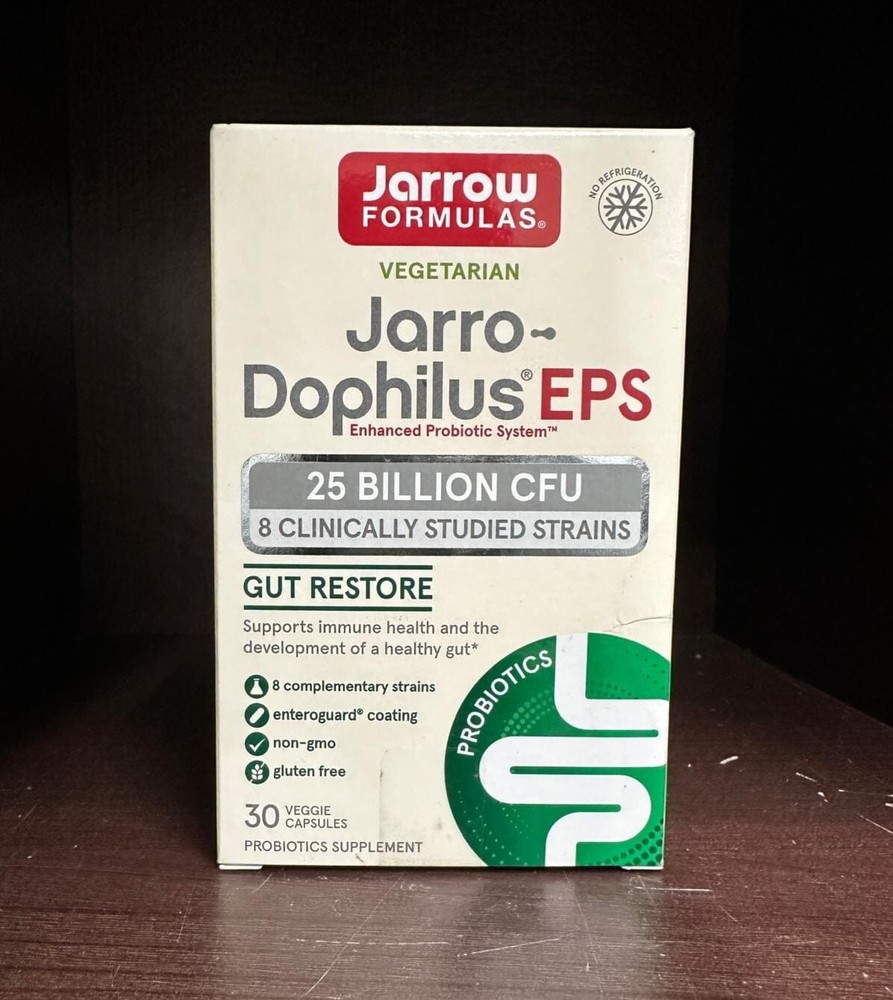 Jarrow
FORMULAS®
NO REFRIGERATION
VEGETARIAN
Jarro-
Dophilus® EPS
Enhanced Probiotic System™
25 BILLION CFU
8 CLINICALLY STUDIED STRAINS
GUT RESTORE
Supports immune health and the
development of a healthy gut*
8 complementary strains
enteroguard® coating
non-gmo
gluten free
PROBIOTICS
30 VEGGIE
CAPSULES
PROBIOTICS SUPPLEMENT